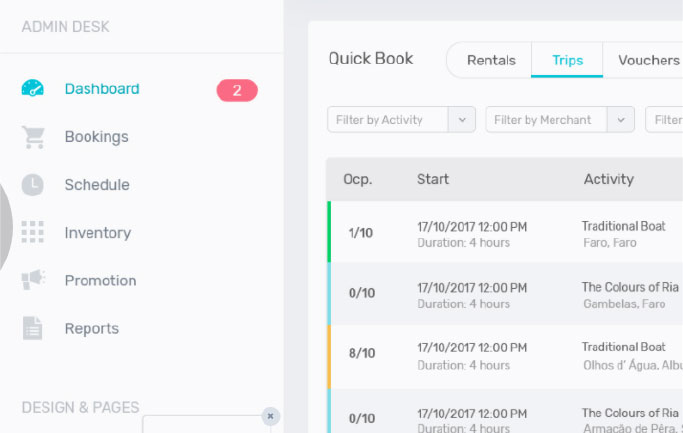 ADMIN DESK
Dashboard 2
Bookings
Schedule
Inventory
Promotion
Reports
DESIGN & PAGES
Quick Book Rentals Trips Vouchers
Filter by Activity Filter by Merchant Filter
Ocp. Start Activity
1/10 17/10/2017 12:00 PM Traditional Boat
Duration: 4 hours Faro, Faro
0/10 17/10/2017 12:00 PM The Colours of Ria
Duration: 4 hours Gambelas, Faro
8/10 17/10/2017 12:00 PM Traditional Boat
Duration: 4 hours Olhos d' Água, Albu
0/10 17/10/2017 12:00 PM The Colours of Ria
Duration: 4 hours Armação de Pêra,